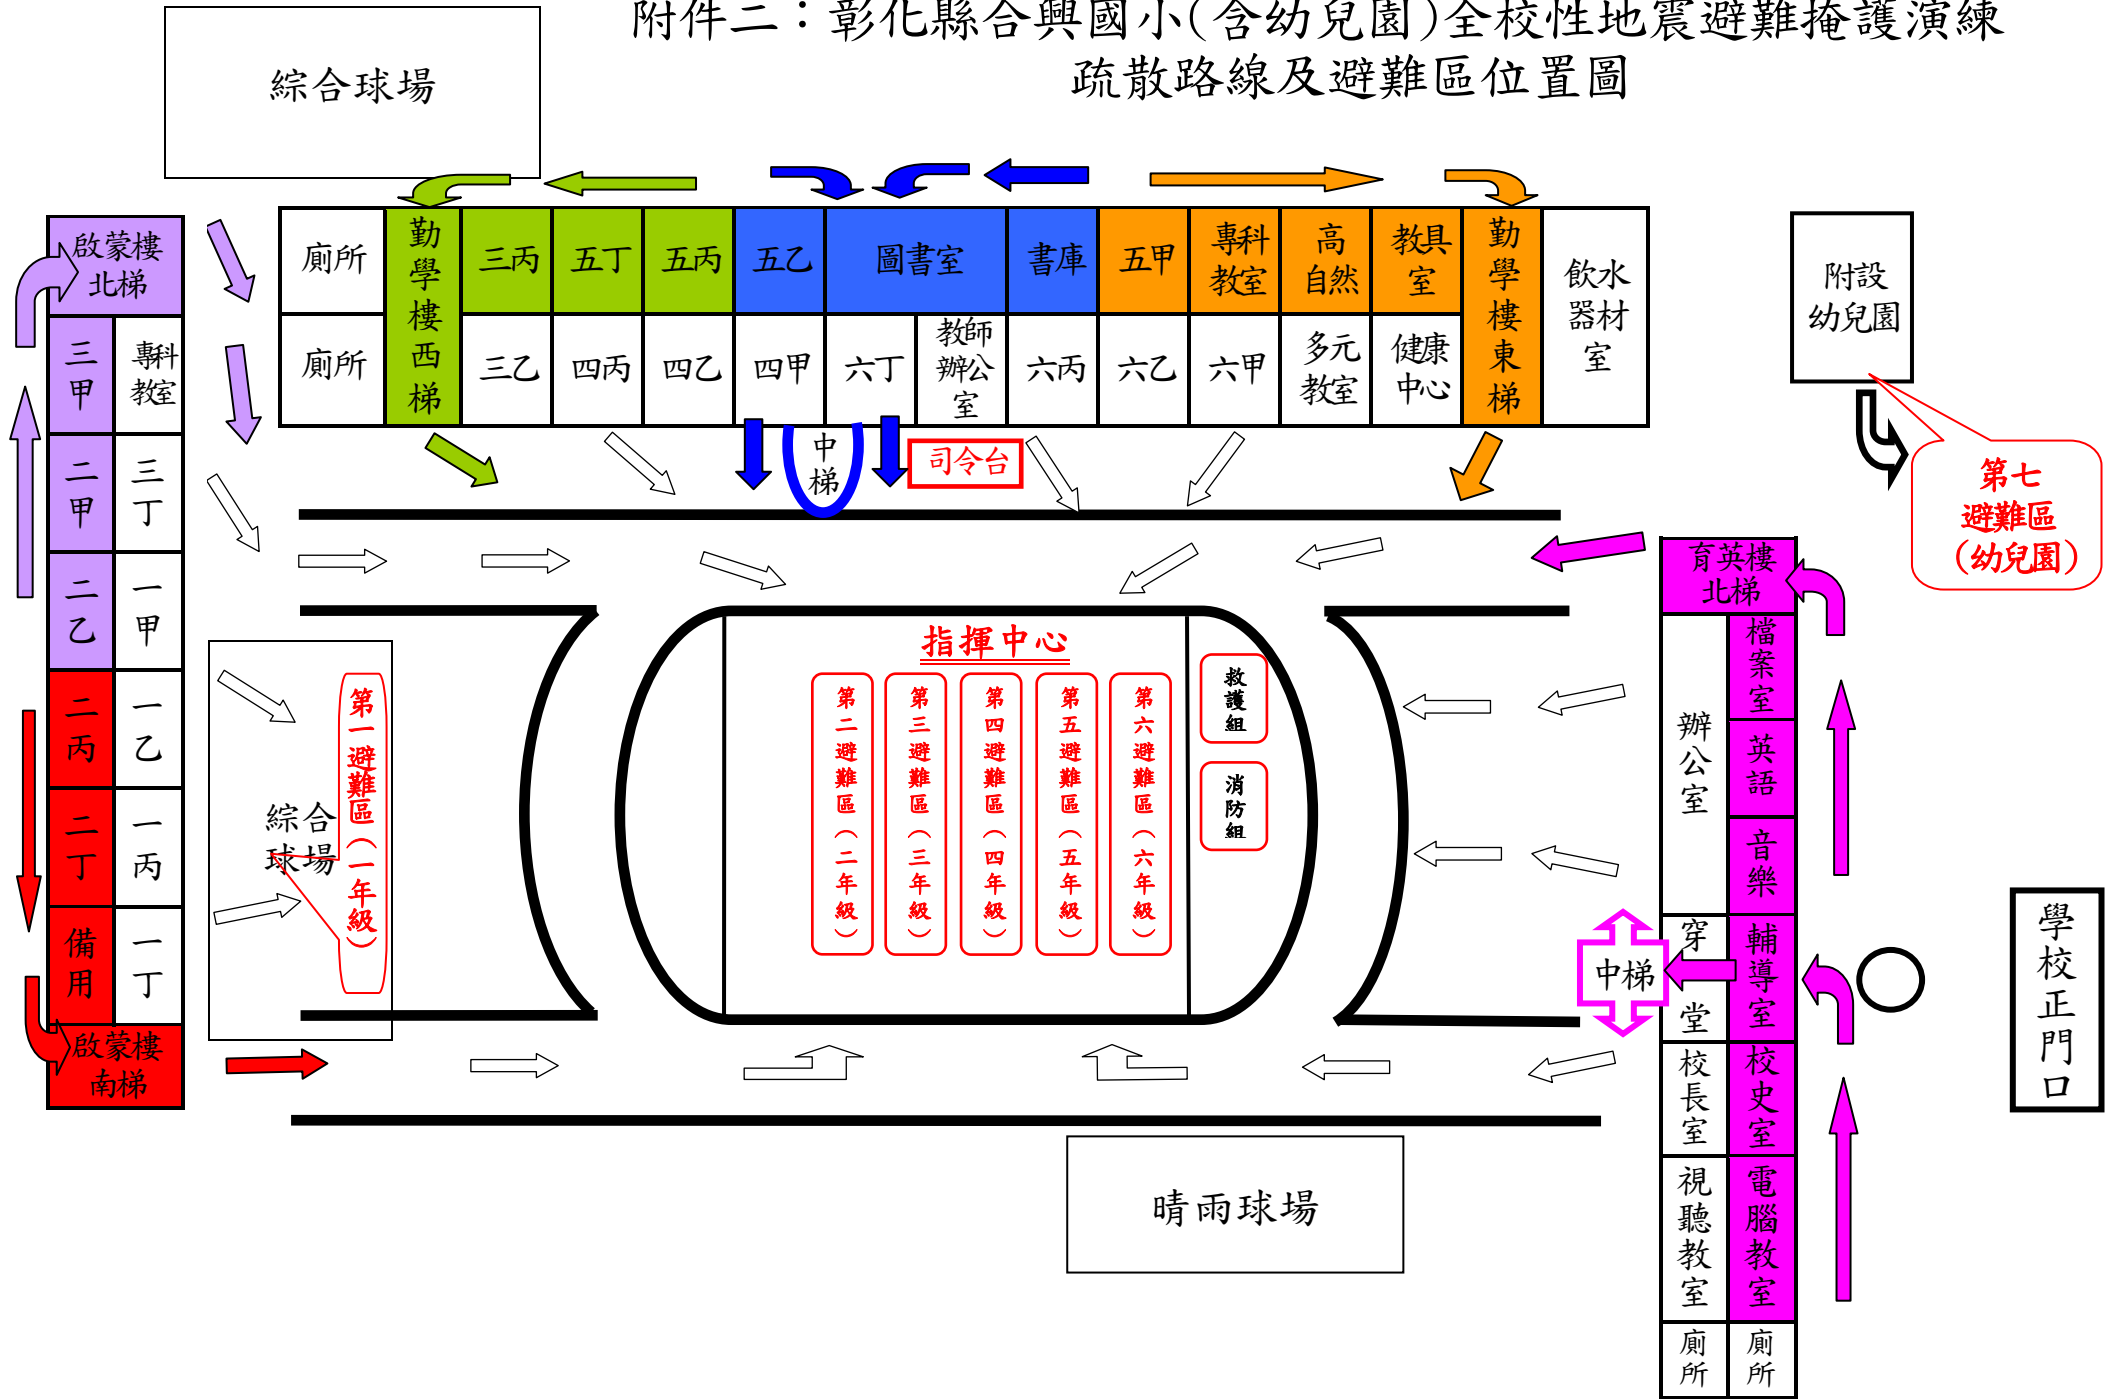 附件二：彰化縣合興國小(含幼兒園)全校性地震避難掩護演練
疏散路線及避難區位置圖
綜合球場
啟蒙樓
北梯
三甲
專科
教室
二甲
三丁
二乙
一甲
二丙
一乙
二丁
一丙
備用
一丁
啟蒙樓
南梯
廁所
勤學樓西梯
三丙
五丁
五丙
五乙
圖書室
書庫
五甲
專科
教室
高
自然
教具
室
勤學樓東梯
飲水
器材
室
廁所
三乙
四丙
四乙
四甲
六丁
教師
辦公
室
六丙
六乙
六甲
多元
教室
健康
中心
中梯
司令台
附設
幼兒園
第七
避難區
(幼兒園)
綜合
球場
第一避難區(一年級)
指揮中心
第二避難區(二年級)
第三避難區(三年級)
第四避難區(四年級)
第五避難區(五年級)
第六避難區(六年級)
救護組
消防組
育英樓
北梯
辦公室
檔案室
英語
音樂
穿堂
輔導室
中梯
校長室
校史室
視聽教室
電腦教室
廁所
廁所
學校正門口
晴雨球場